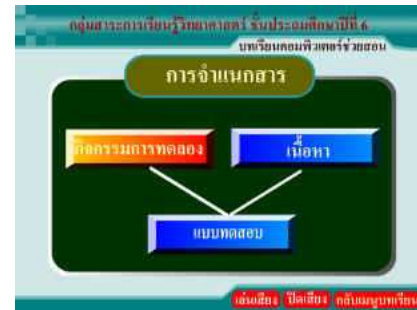 กลุ่มสาระการเรียนรู้วิทยาศาสตร์ ชั้นประถมศึกษาปีที่ 6
บทเรียนคอมพิวเตอร์ช่วยสอน
การจำแนกสาร
กิจกรรมการทดลอง
เนื้อหา
แบบทดสอบ
เล่นเสียง ปิดเสียง กลับเมนูบทเรียน